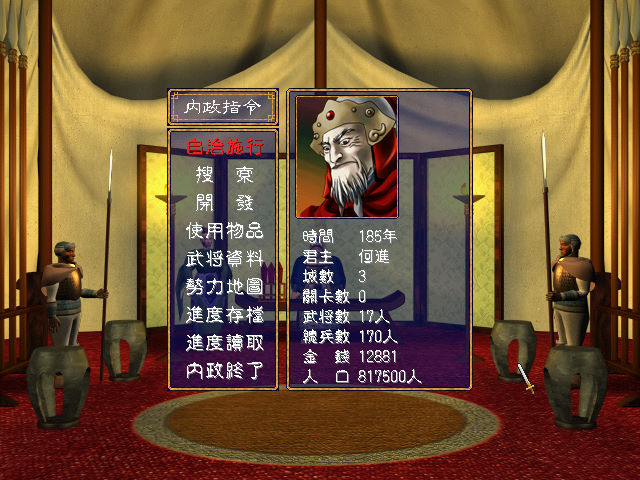 內政指令
自治施行
搜 索
開 發
使用物品
武將資料
勢力地圖
進度存檔
進度讀取
內政終了
時間 185年
君主 何進
城數 3
關卡數 0
武將數 17人
總兵數 170人
金 錢 12881
人 口 817500人